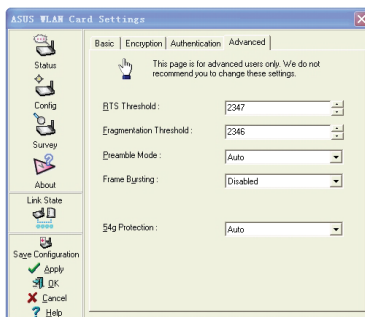 ASUS WLAN Card Settings
Status
Config
Survey
About
Link State
Save Configuration
Apply
OK
Cancel
Help
Basic
Encryption
Authentication
Advanced
This page is for advanced users only. We do not
recommend you to change these settings.
RTS Threshold :
2347
Fragmentation Threshold :
2346
Preamble Mode :
Auto
Frame Bursting :
Disabled
54g Protection :
Auto